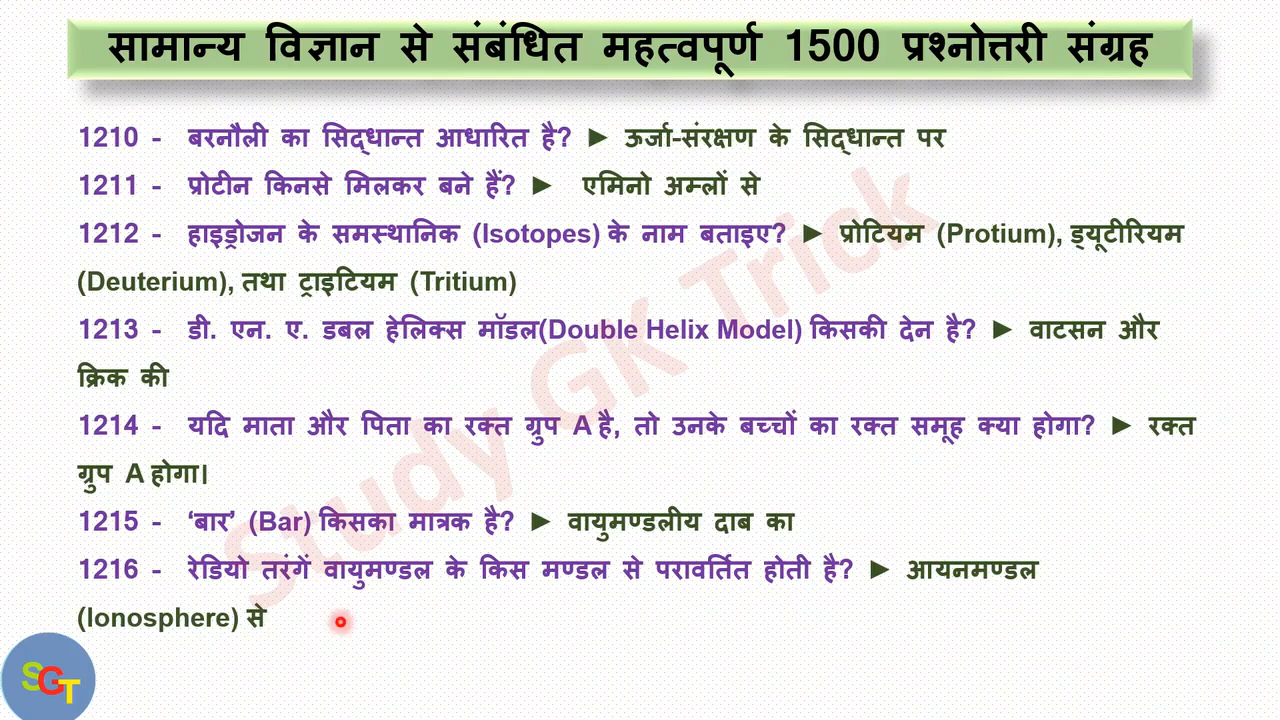 सामान्य विज्ञान से संबंधित महत्वपूर्ण 1500 प्रश्नोत्तरी संग्रह
1210 - बरनौली का सिद्धान्त आधारित है? ► ऊर्जा-संरक्षण के सिद्धान्त पर
1211 - प्रोटीन किनसे मिलकर बने हैं? ► एमिनो अम्लों से
1212 - हाइड्रोजन के समस्थानिक (Isotopes) के नाम बताइए? ► प्रोटियम (Protium), ड्यूटीरियम
(Deuterium), तथा ट्राइटियम (Tritium)
1213 - डी. एन. ए. डबल हेलिक्स मॉडल(Double Helix Model) किसकी देन है? ► वाटसन और
क्रिक की
1214 - यदि माता और पिता का रक्त ग्रुप A है, तो उनके बच्चों का रक्त समूह क्या होगा? ► रक्त
ग्रुप A होगा।
1215 - ‘बार’ (Bar) किसका मात्रक है? ► वायुमण्डलीय दाब का
1216 - रेडियो तरंगें वायुमण्डल के किस मण्डल से परावर्तित होती है? ► आयनमण्डल
(Ionosphere) से
Study GK Trick
SGT